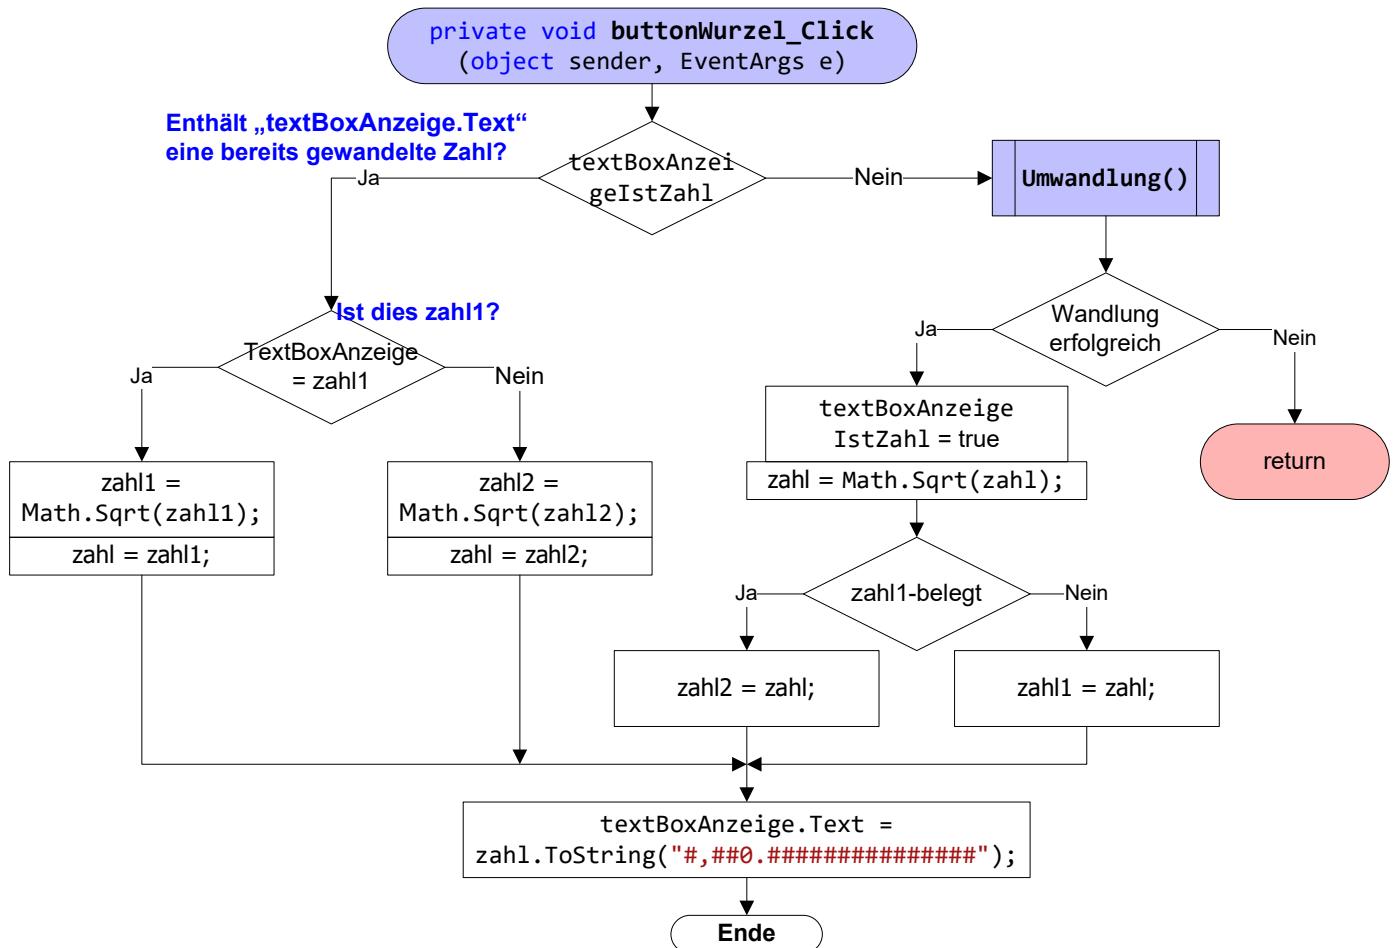 private void buttonWurzel_Click
(object sender, EventArgs e)
Enthält „textBoxAnzeige.Text“
eine bereits gewandelte Zahl?
textBoxAnzei
geIstZahl
Ja
Nein
Umwandlung()
Ist dies zahl1?
TextBoxAnzeige
= zahl1
Ja
Nein
Wandlung
erfolgreich
Ja
Nein
textBoxAnzeige
IstZahl = true
zahl = Math.Sqrt(zahl);
return
zahl1 =
Math.Sqrt(zahl1);
zahl = zahl1;
zahl2 =
Math.Sqrt(zahl2);
zahl = zahl2;
zahl1-belegt
Ja
Nein
zahl2 = zahl;
zahl1 = zahl;
textBoxAnzeige.Text =
zahl.ToString("#,##0.###############");
Ende